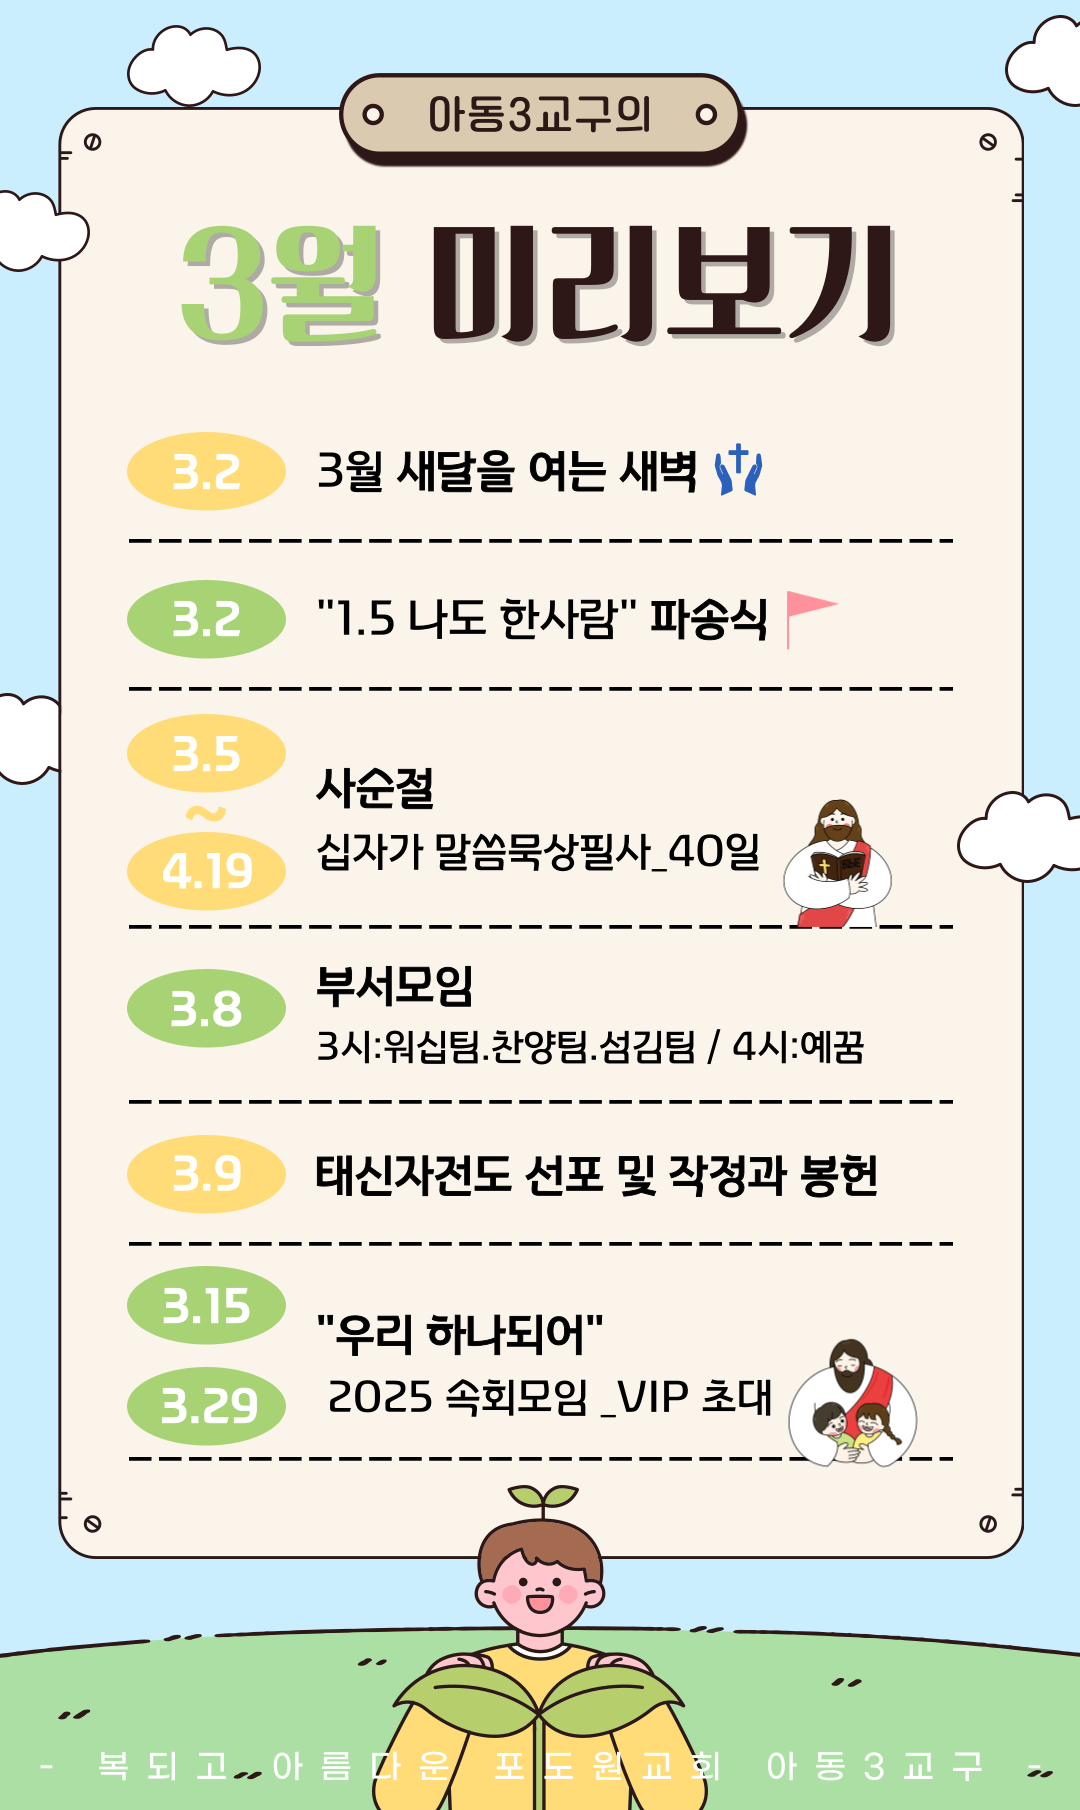 아동3교구의
3월 미리보기
3.2
3월 새달을 여는 새벽
3.2
"1.5 나도 한사람" 파송식
3.5
~
4.19
사순절
십자가 말씀묵상필사_40일
3.8
부서모임
3시:워십팀.찬양팀.섬김팀 / 4시:예꿈
3.9
태신자전도 선포 및 작정과 봉헌
3.15
3.29
"우리 하나되어"
2025 속회모임 _VIP 초대
- 복되고 아름다운 포도원교회 아동3교구 -